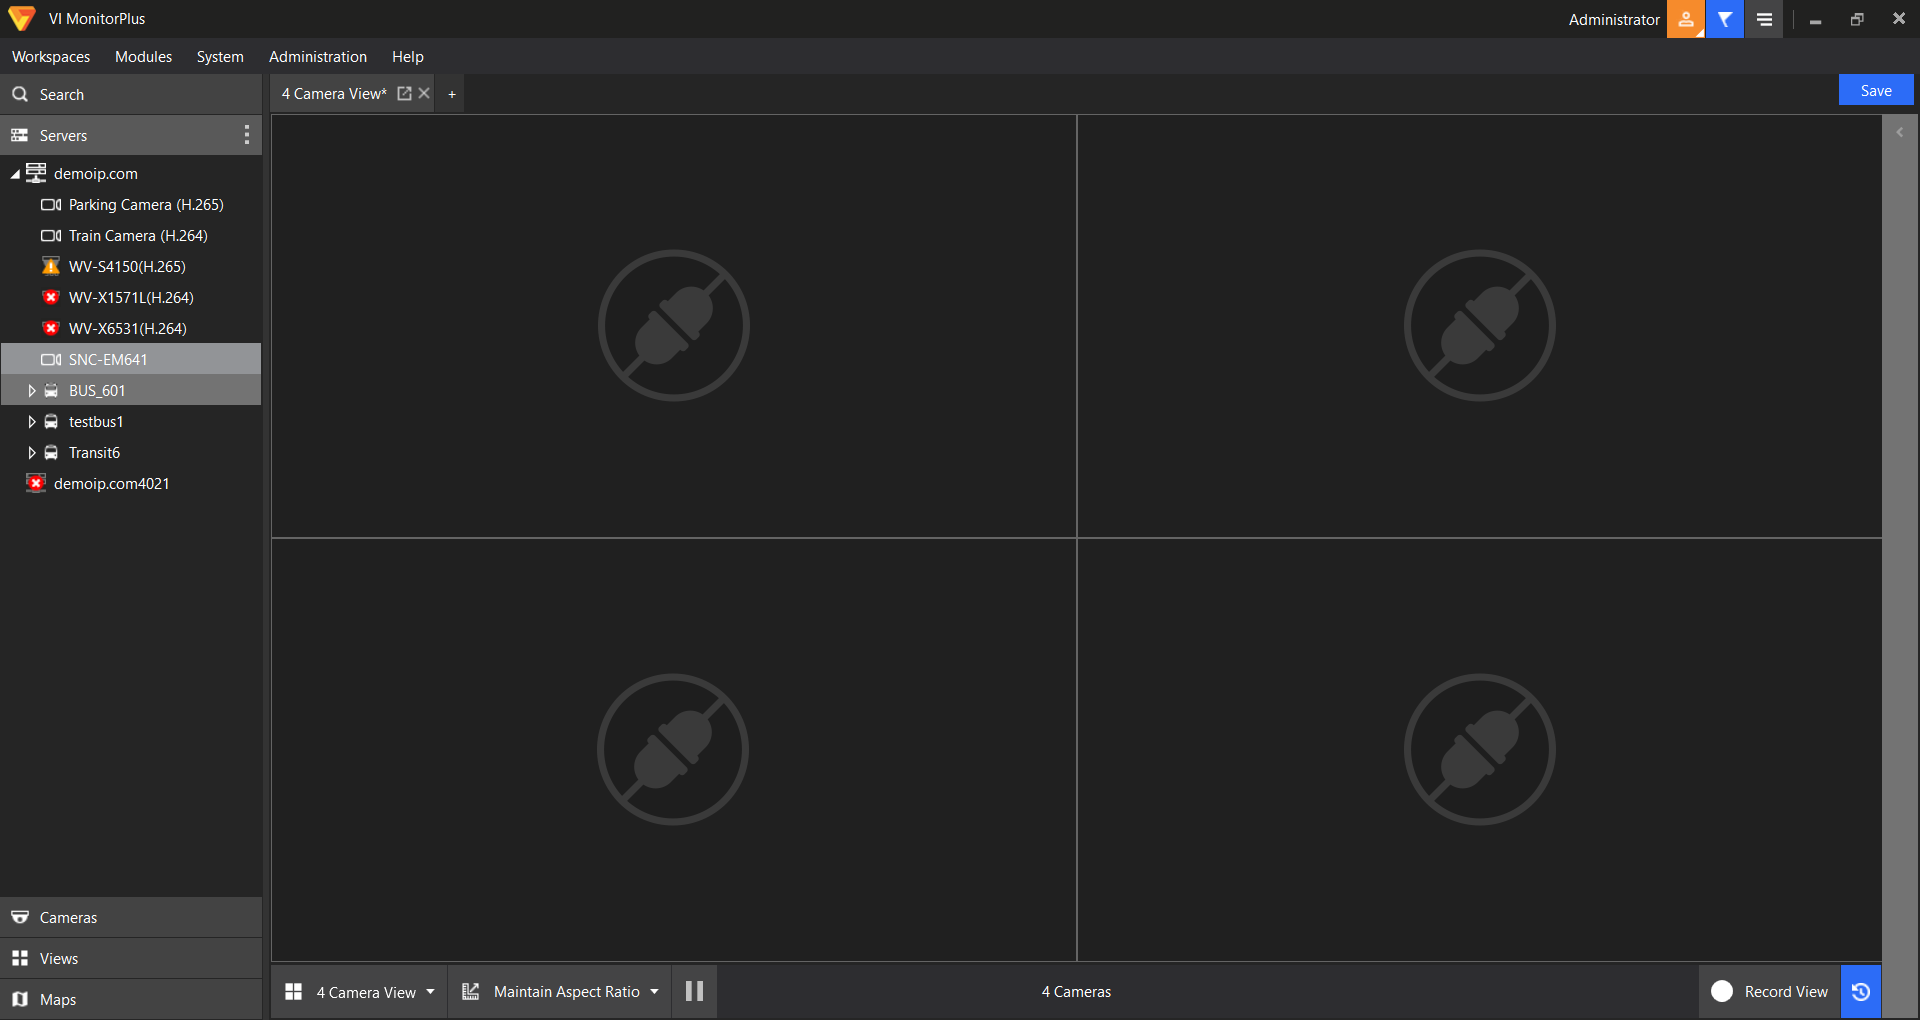 VI MonitorPlus
Administrator
Workspaces Modules System Administration Help
Search
4 Camera View*
+
Save
Servers
demoip.com
Parking Camera (H.265)
Train Camera (H.264)
WV-S4150(H.265)
WV-X1571L(H.264)
WV-X6531(H.264)
SNC-EM641
BUS_601
testbus1
Transit6
demoip.com4021
Cameras
Views
Maps
4 Camera View
Maintain Aspect Ratio
4 Cameras
Record View